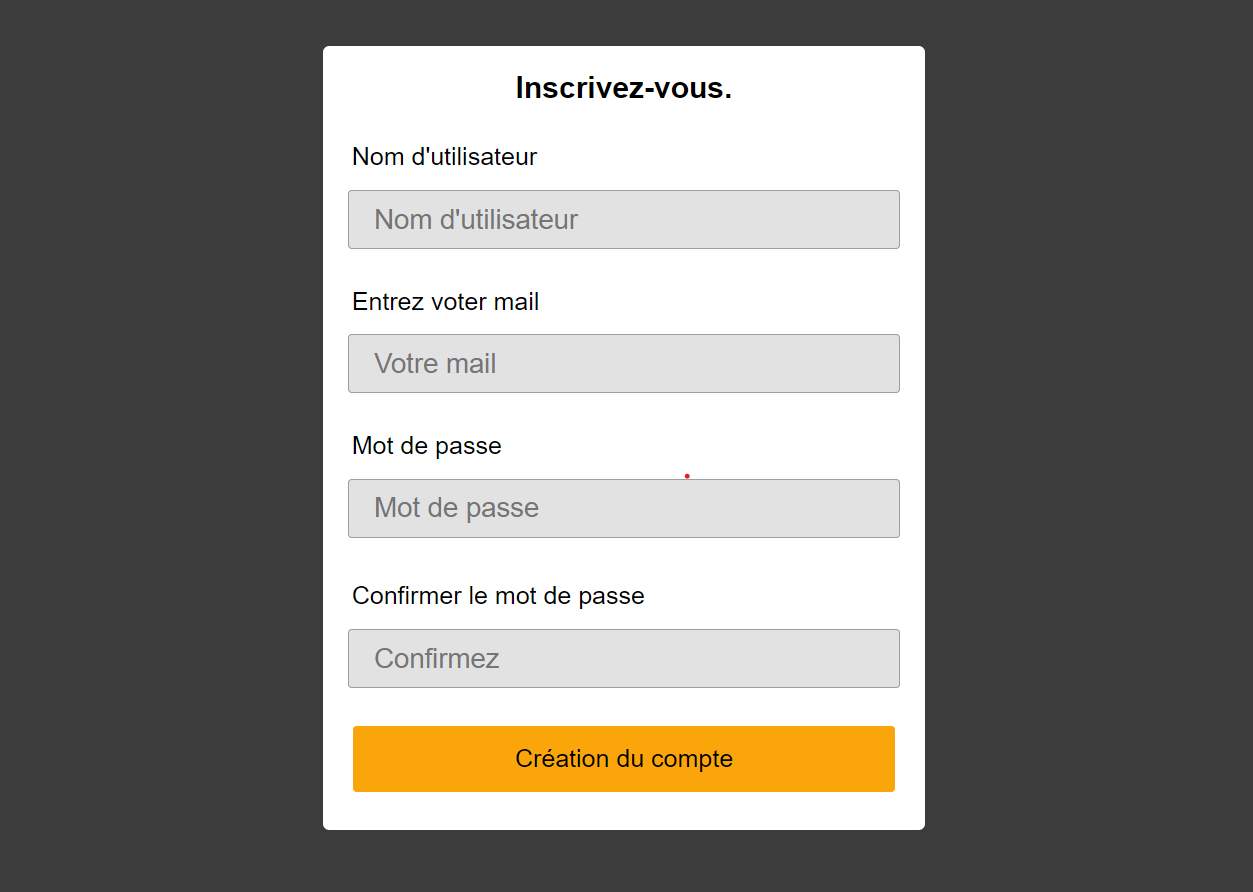 Inscrivez-vous.
Nom d'utilisateur
Nom d'utilisateur
Entrez voter mail
Votre mail
Mot de passe
Mot de passe
Confirmer le mot de passe
Confirmez
Création du compte